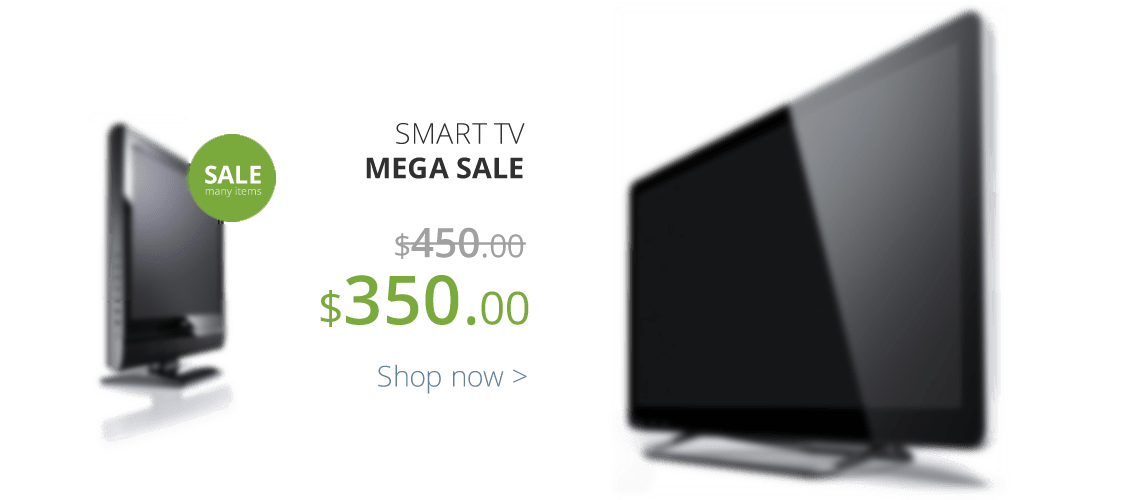 SALE
many items
SMART TV
MEGA SALE
$450.00
$350.00
Shop now >